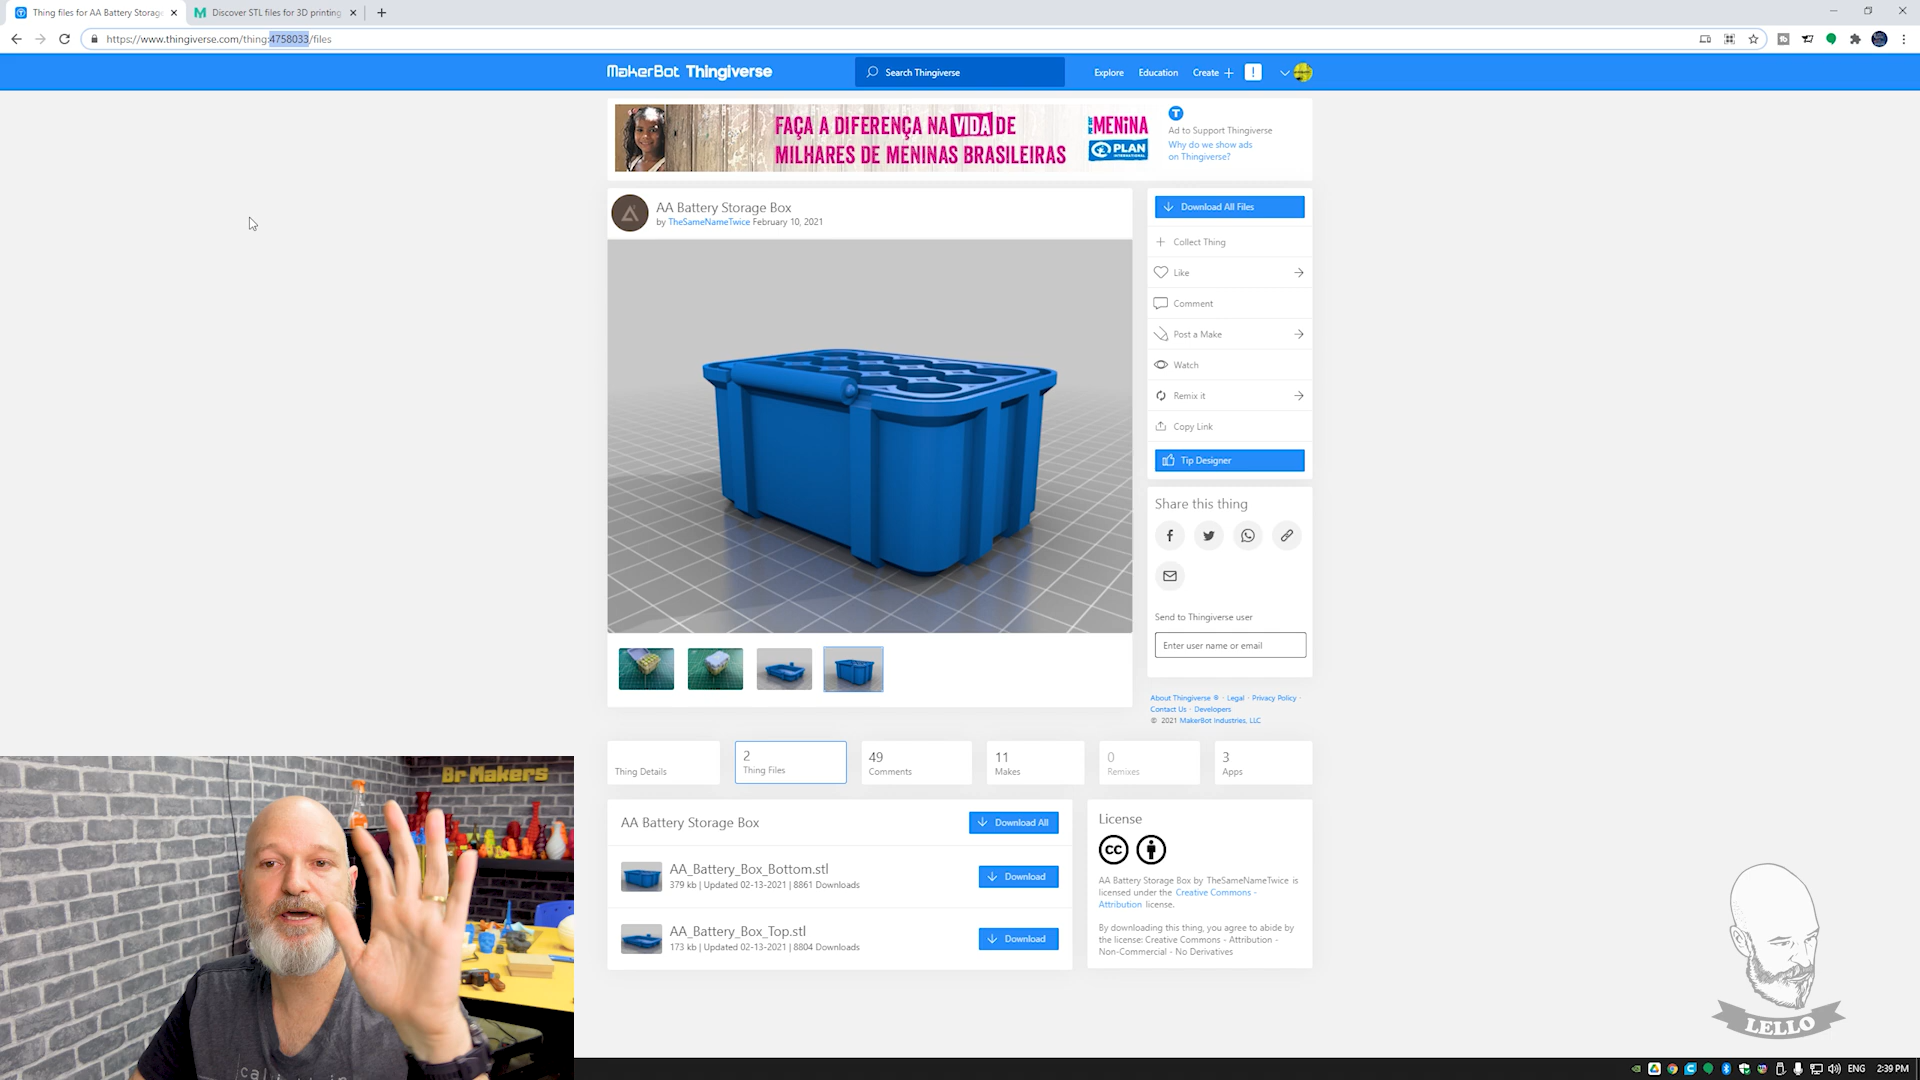 Thing files for AA Battery Storage
Discover STL files for 3D printing
https://www.thingiverse.com/thing:4758033/files
MakerBot Thingiverse
Search Thingiverse
Explore
Education
Create
!
FAÇA A DIFERENÇA NA VIDA DE
MILHARES DE MENINAS BRASILEIRAS
MENINA
PLAN
INTERNATIONAL
Ad to Support Thingiverse
Why do we show ads
on Thingiverse?
AA Battery Storage Box
by TheSameNameTwice February 10, 2021
Download All Files
Collect Thing
Like
Comment
Post a Make
Watch
Remix it
Copy Link
Tip Designer
Share this thing
Send to Thingiverse user
Enter user name or email
About Thingiverse ® · Legal · Privacy Policy ·
Contact Us · Developers
© 2021 MakerBot Industries, LLC
Thing Details
2
Thing Files
49
Comments
11
Makes
0
Remixes
3
Apps
AA Battery Storage Box
Download All
AA_Battery_Box_Bottom.stl
379 kb | Updated 02-13-2021 | 8861 Downloads
Download
AA_Battery_Box_Top.stl
173 kb | Updated 02-13-2021 | 8804 Downloads
Download
License
cc
AA Battery Storage Box by TheSameNameTwice is
licensed under the Creative Commons -
Attribution license.
By downloading this thing, you agree to abide by
the license: Creative Commons - Attribution -
Non-Commercial - No Derivatives
Br Makers
LELLO
ENG
2:39 PM